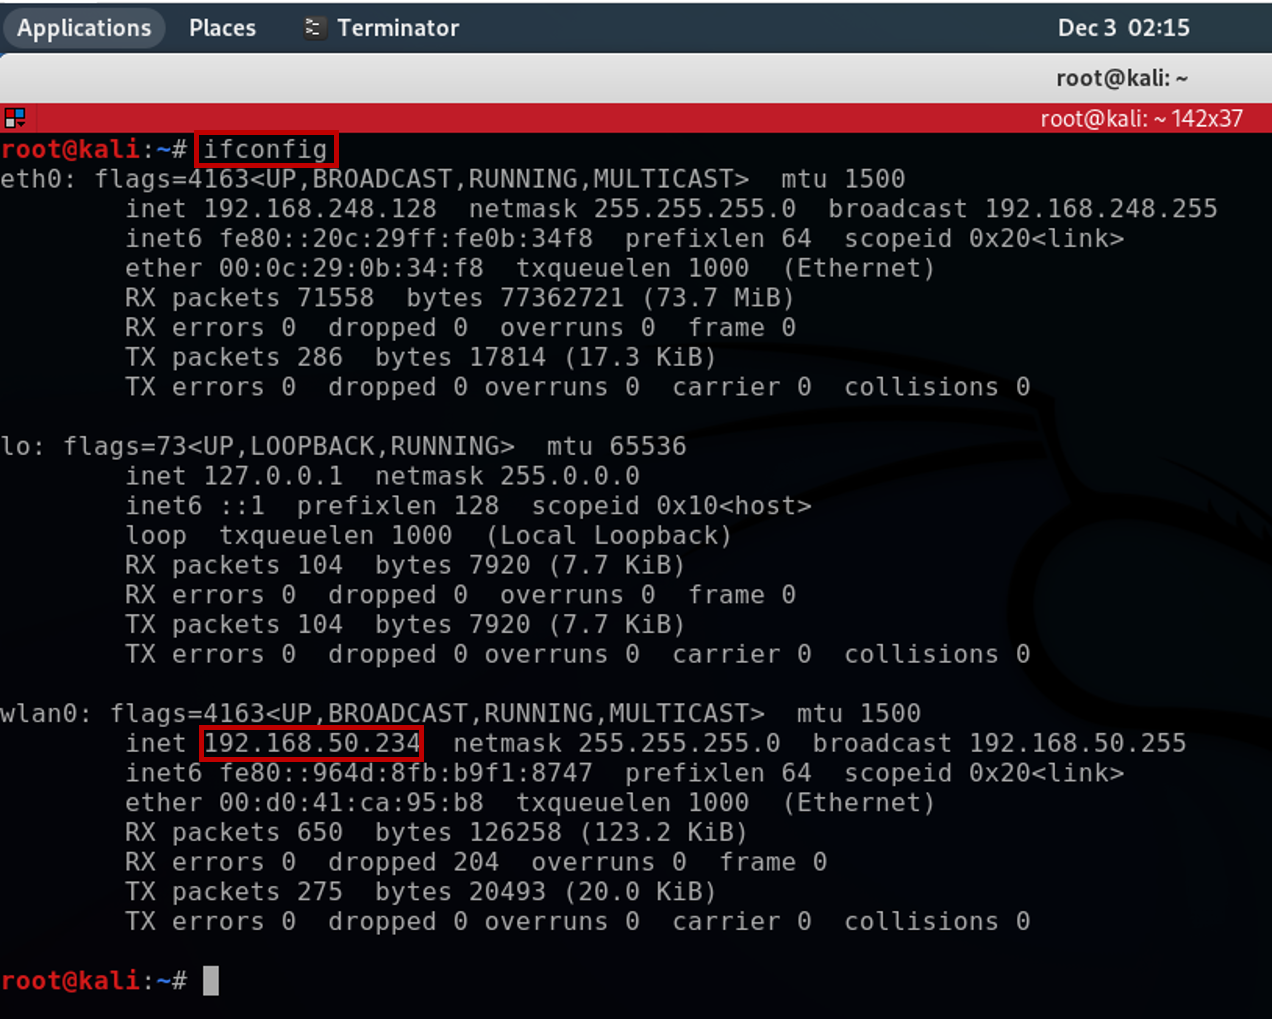 Applications Places Terminator Dec 3 02:15
root@kali: ~
root@kali: ~ 142x37
root@kali:~# ifconfig
eth0: flags=4163<UP,BROADCAST,RUNNING,MULTICAST>  mtu 1500
        inet 192.168.248.128  netmask 255.255.255.0  broadcast 192.168.248.255
        inet6 fe80::20c:29ff:fe0b:34f8  prefixlen 64  scopeid 0x20<link>
        ether 00:0c:29:0b:34:f8  txqueuelen 1000  (Ethernet)
        RX packets 71558  bytes 77362721 (73.7 MiB)
        RX errors 0  dropped 0  overruns 0  frame 0
        TX packets 286  bytes 17814 (17.3 KiB)
        TX errors 0  dropped 0 overruns 0  carrier 0  collisions 0
lo: flags=73<UP,LOOPBACK,RUNNING>  mtu 65536
        inet 127.0.0.1  netmask 255.0.0.0
        inet6 ::1  prefixlen 128  scopeid 0x10<host>
        loop  txqueuelen 1000  (Local Loopback)
        RX packets 104  bytes 7920 (7.7 KiB)
        RX errors 0  dropped 0  overruns 0  frame 0
        TX packets 104  bytes 7920 (7.7 KiB)
        TX errors 0  dropped 0 overruns 0  carrier 0  collisions 0
wlan0: flags=4163<UP,BROADCAST,RUNNING,MULTICAST>  mtu 1500
        inet 192.168.50.234  netmask 255.255.255.0  broadcast 192.168.50.255
        inet6 fe80::964d:8fb:b9f1:8747  prefixlen 64  scopeid 0x20<link>
        ether 00:d0:41:ca:95:b8  txqueuelen 1000  (Ethernet)
        RX packets 650  bytes 126258 (123.2 KiB)
        RX errors 0  dropped 204  overruns 0  frame 0
        TX packets 275  bytes 20493 (20.0 KiB)
        TX errors 0  dropped 0 overruns 0  carrier 0  collisions 0
root@kali:~#